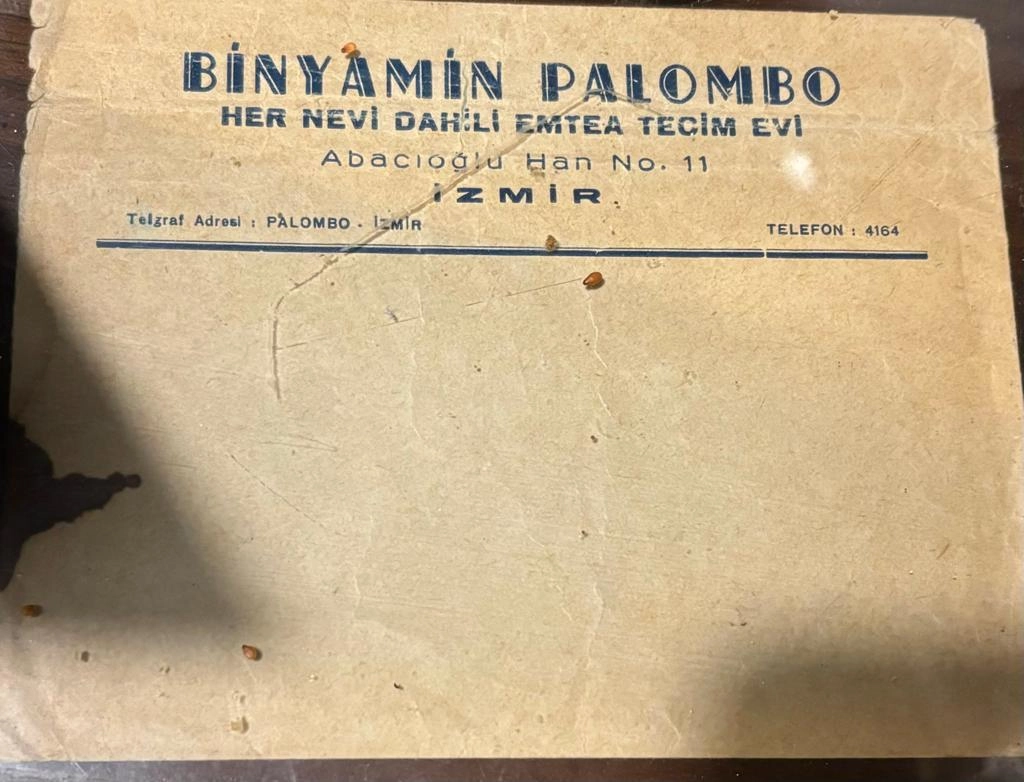 BİNYAMİN PALOMBO
HER NEVİ DAHİLİ EMTEA TECİM EVİ
Abacıoğlu Han No. 11
İZMİR
Telgraf Adresi : PALOMBO - İZMİR
TELEFON : 4164